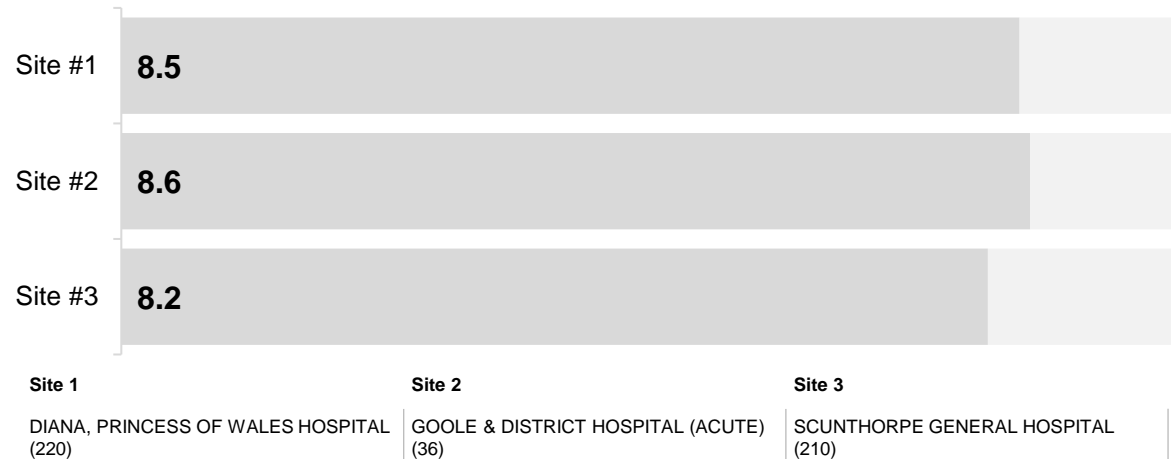 Site #1
8.5
Site #2
8.6
Site #3
8.2
Site 1
Site 2
Site 3
DIANA, PRINCESS OF WALES HOSPITAL
(220)
GOOLE & DISTRICT HOSPITAL (ACUTE)
(36)
SCUNTHORPE GENERAL HOSPITAL
(210)